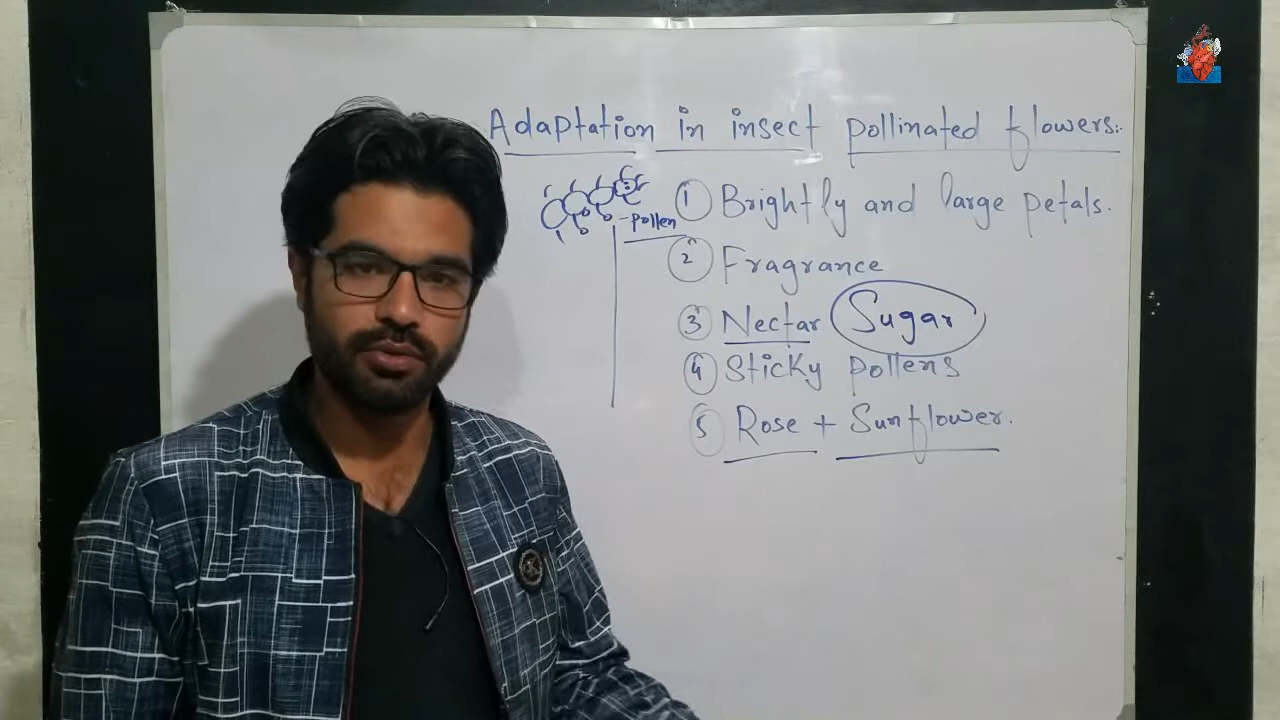 Adaptation in insect pollinated flowers:-
① Brightly and large petals.
- pollen
② Fragrance
③ Nectar Sugar
④ Sticky pollens
⑤ Rose + Sunflower.